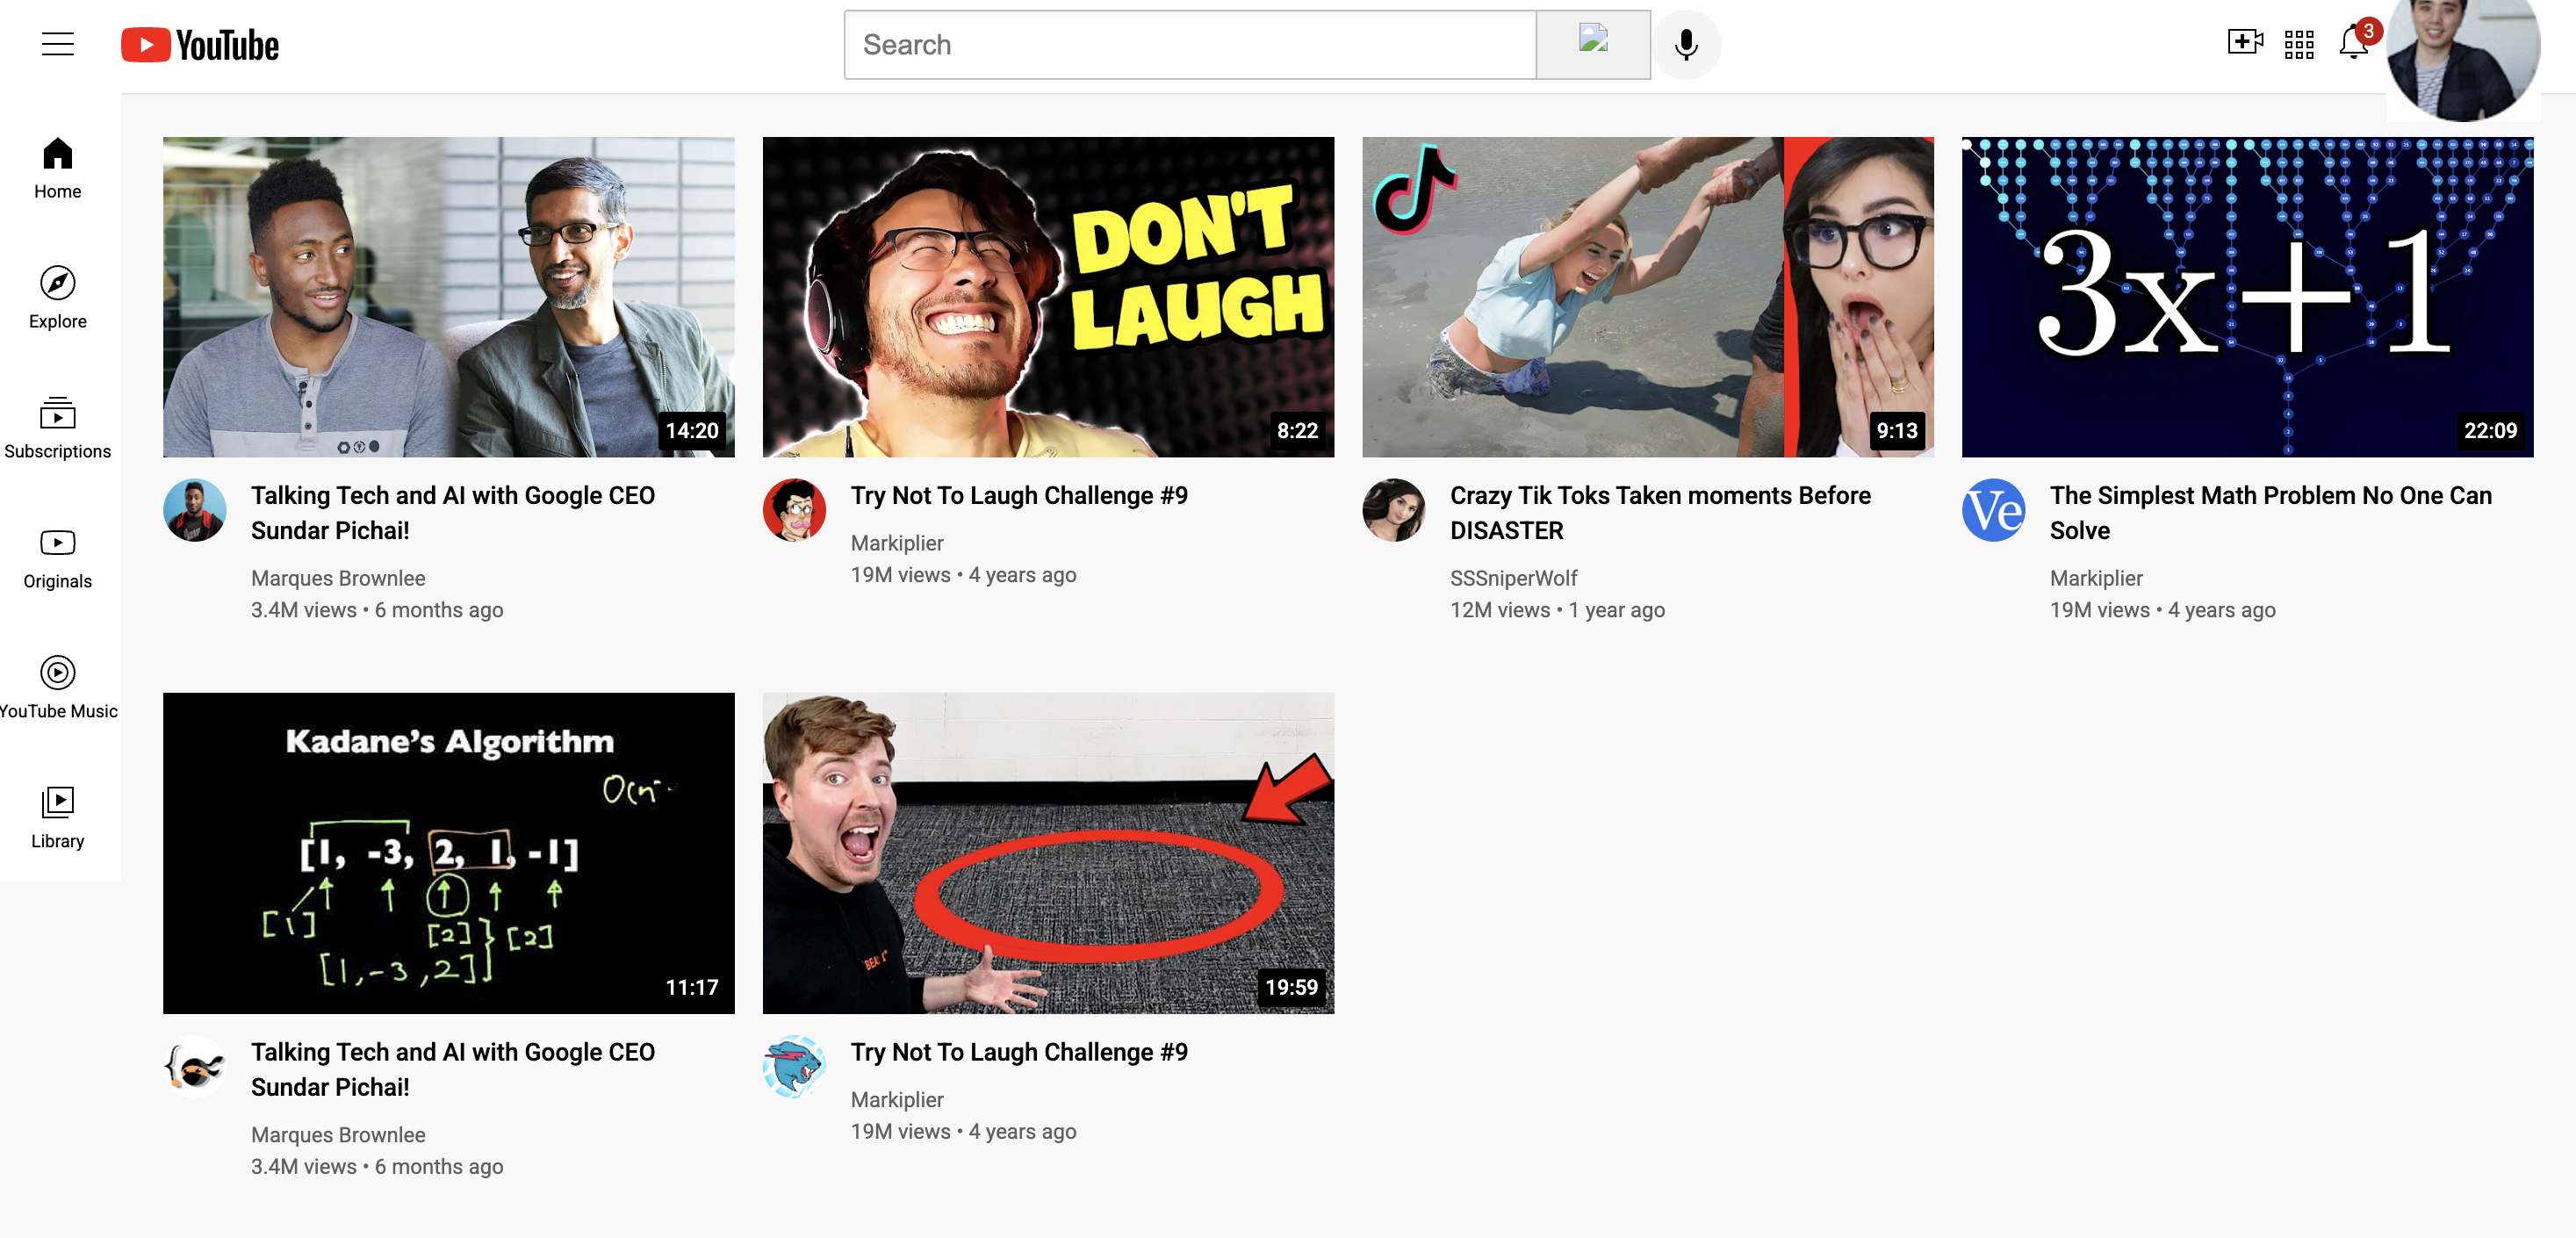 YouTube
Search
3
Home
Explore
Subscriptions
Originals
YouTube Music
Library
DON'T
LAUGH
3x+1
14:20
8:22
9:13
22:09
Talking Tech and AI with Google CEO
Sundar Pichai!
Marques Brownlee
3.4M views • 6 months ago
Try Not To Laugh Challenge #9
Markiplier
19M views • 4 years ago
Crazy Tik Toks Taken moments Before
DISASTER
SSSniperWolf
12M views • 1 year ago
Ve
The Simplest Math Problem No One Can
Solve
Markiplier
19M views • 4 years ago
Kadane's Algorithm
[1, -3, 2, 1, -1]
[1]
[2]
[2]
[1,-3,2]
11:17
19:59
Talking Tech and AI with Google CEO
Sundar Pichai!
Marques Brownlee
3.4M views • 6 months ago
Try Not To Laugh Challenge #9
Markiplier
19M views • 4 years ago